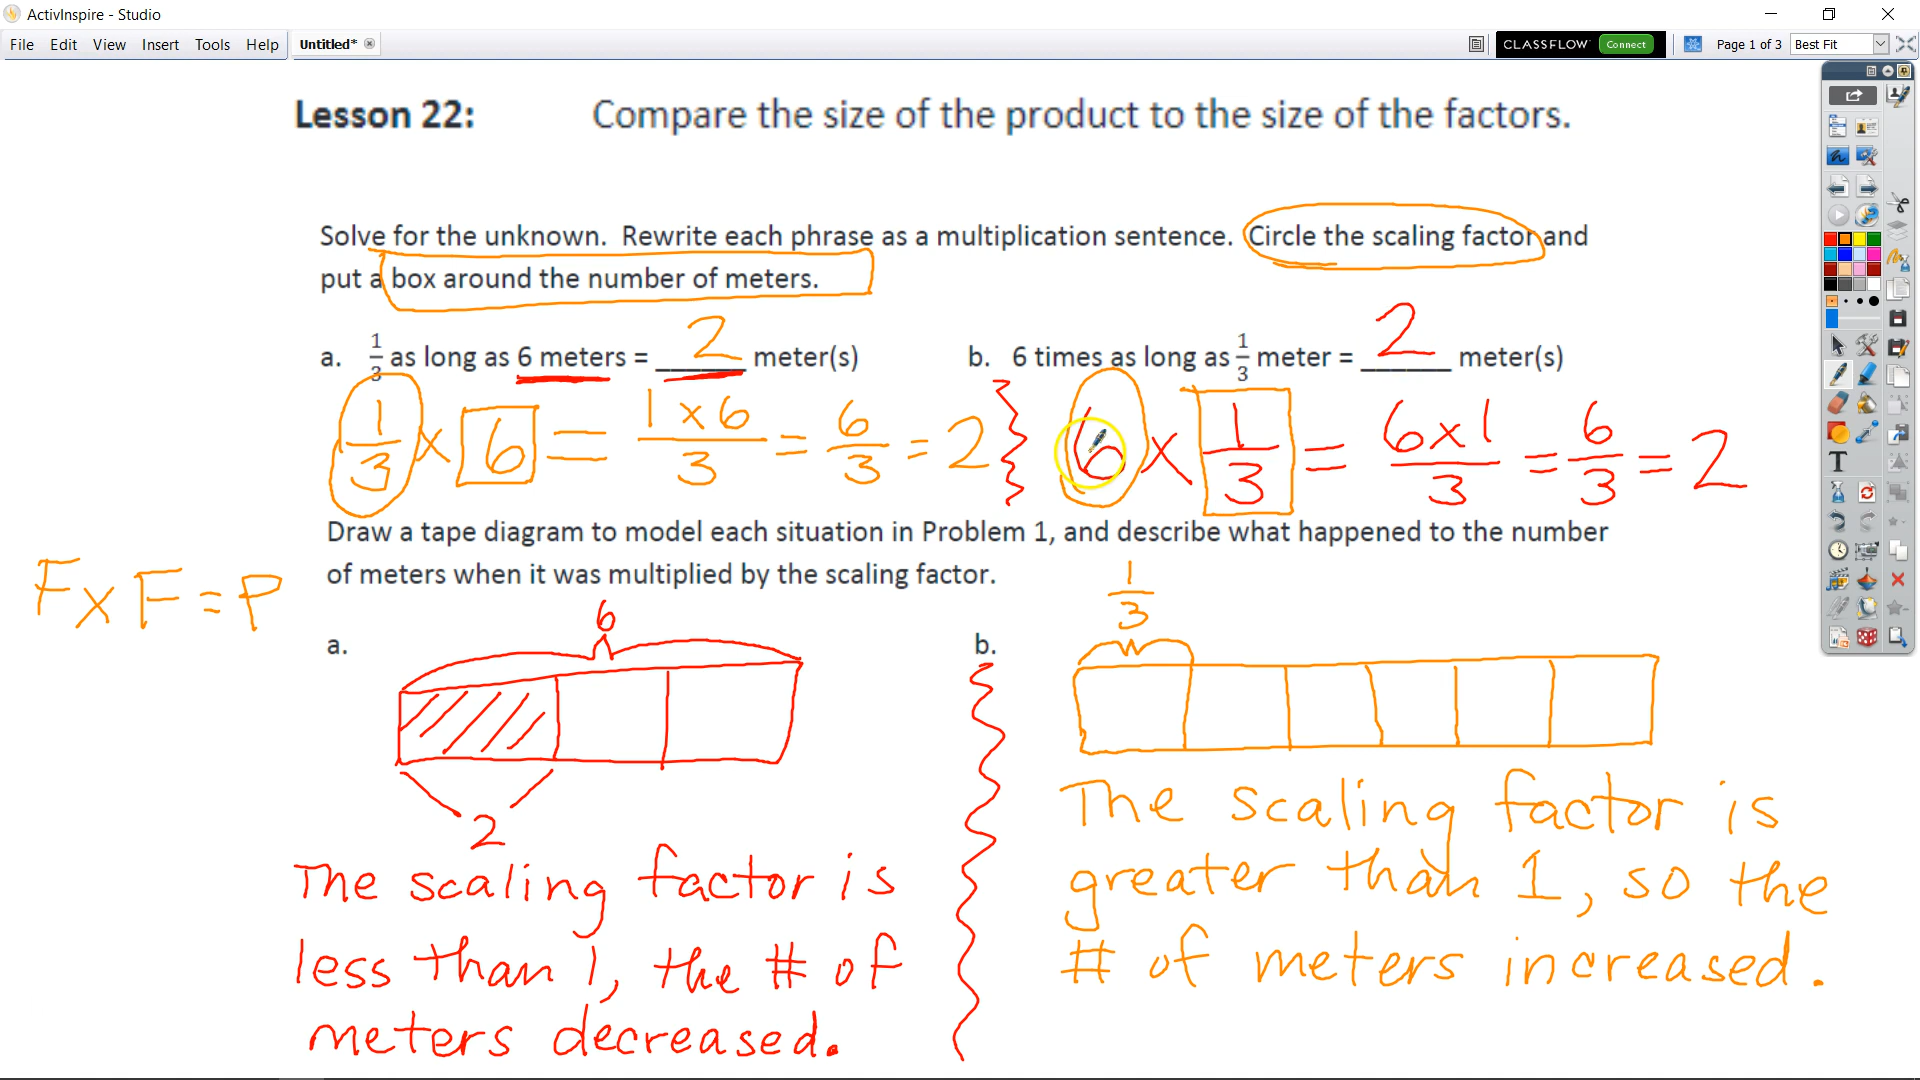 ActivInspire - Studio
File Edit View Insert Tools Help Untitled*
CLASSFLOW Connect Page 1 of 3 Best Fit
Lesson 22: Compare the size of the product to the size of the factors.
Solve for the unknown. Rewrite each phrase as a multiplication sentence. Circle the scaling factor and
put a box around the number of meters.
a. 1/3 as long as 6 meters = 2 meter(s)
1/3 x 6 = 1 x 6/3 = 6/3 = 2
b. 6 times as long as 1/3 meter = 2 meter(s)
6 x 1/3 = 6x1/3 = 6/3 = 2
Draw a tape diagram to model each situation in Problem 1, and describe what happened to the number
of meters when it was multiplied by the scaling factor.
F x F = P
a.
6
2
The scaling factor is
less than 1, the # of
meters decreased.
b.
1/3
The scaling factor is
greater than 1, so the
# of meters increased.
T